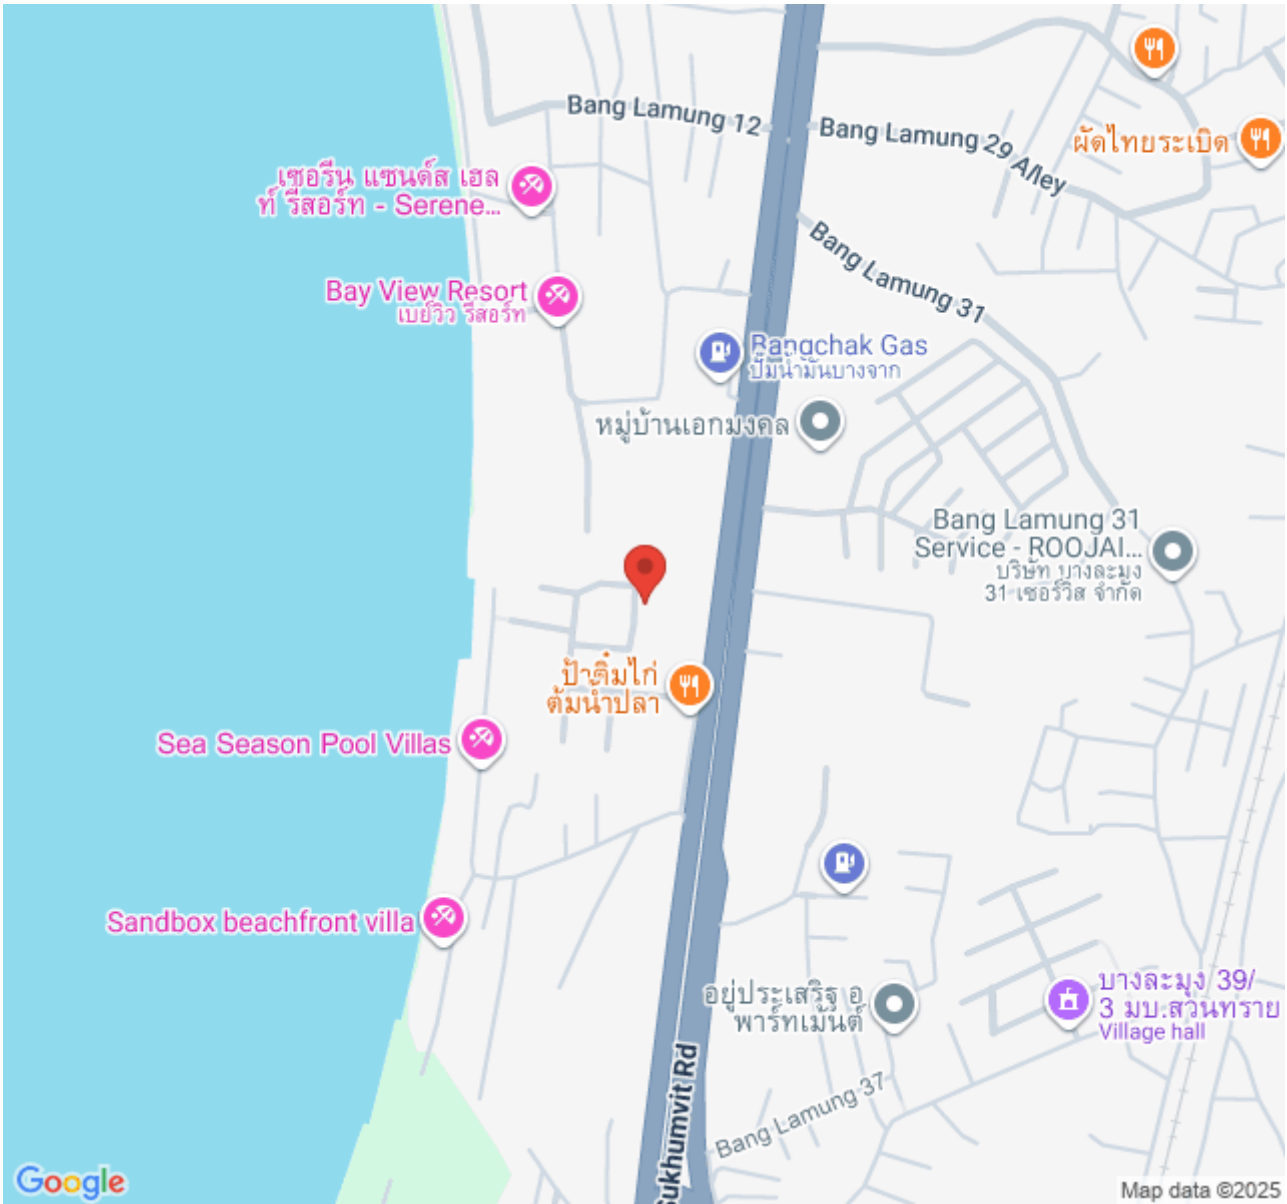 Bang Lamung 12
Bang Lamung 29 Alley
ผัดไทยระเบิด
เซอรีน แซนด์ส เฮล
ท์ รีสอร์ท - Serene...
Bang Lamung 31
Bay View Resort
เบย์วิว รีสอร์ท
Bangchak Gas
ปั๊มน้ำมันบางจาก
หมู่บ้านเอกมงคล
Bang Lamung 31
Service - ROOJAI...
บริษัท บางละมุง
31 เซอร์วิส จำกัด
ป้าติ๋มไก่
ต้มน้ำปลา
Sea Season Pool Villas
Sandbox beachfront villa
อยู่ประเสริฐ อ
พาร์ทเม้นต์
บางละมุง 39/
3 มบ.สวนทราย
Village hall
Sukhumvit Rd
Bang Lamung 37
Google
Map data ©2025